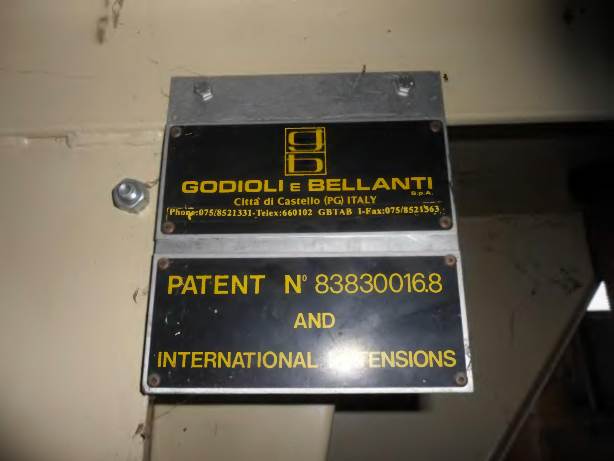 gb
GODIOLI E BELLANTI
S.p.A.
Città di Castello (PG) ITALY
Phone:075/8521331-Telex:660102 GBTAB I-Fax:075/8521363
PATENT Nº 83830016.8
AND
INTERNATIONAL EXTENSIONS